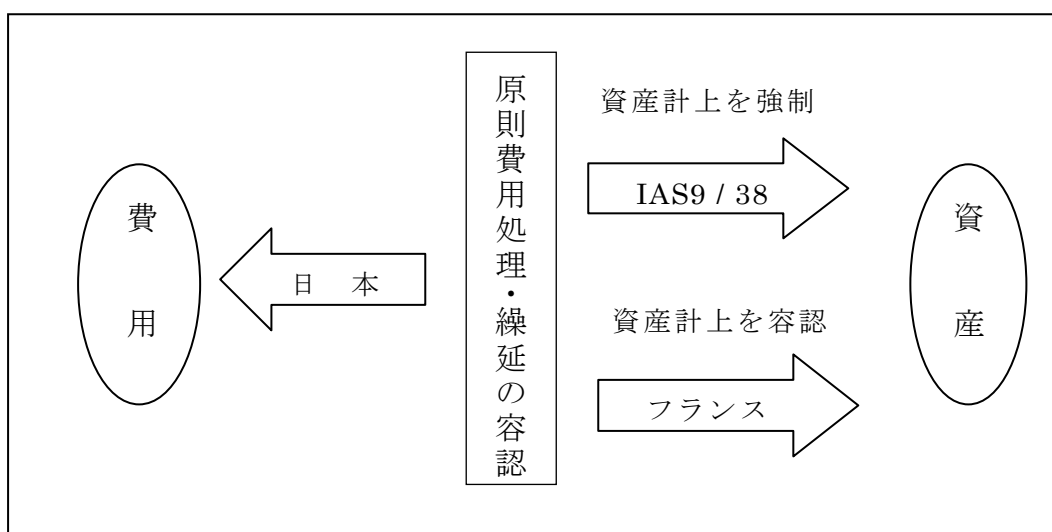 費用
日本
原則費用処理・繰延の容認
資産計上を強制
IAS9 / 38
資産計上を容認
フランス
資産